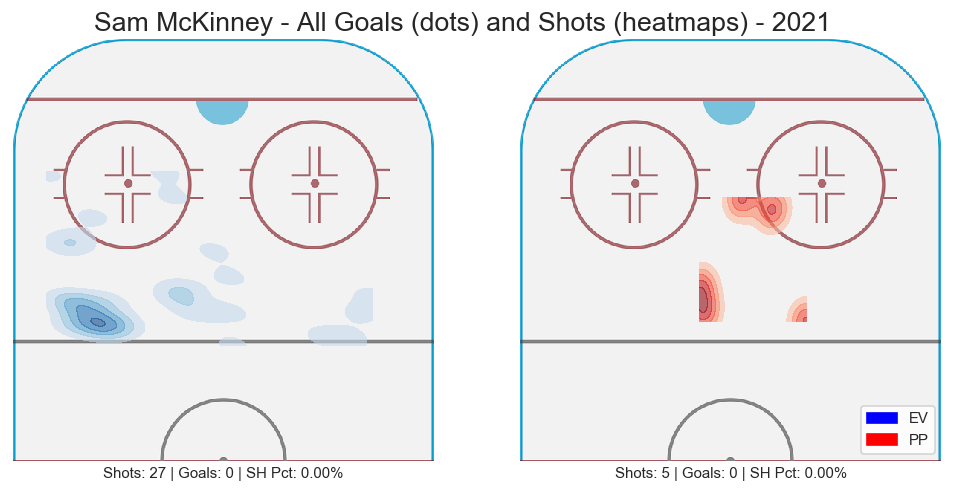 Sam McKinney - All Goals (dots) and Shots (heatmaps) - 2021
EV
PP
Shots: 27 | Goals: 0 | SH Pct: 0.00%
Shots: 5 | Goals: 0 | SH Pct: 0.00%